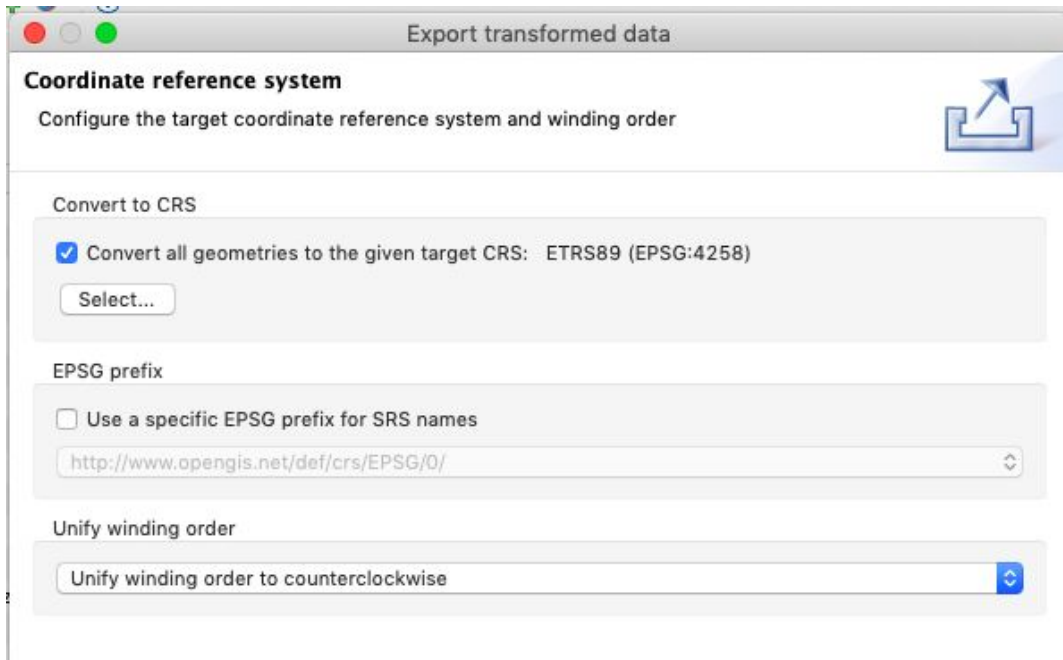 Export transformed data
Coordinate reference system
Configure the target coordinate reference system and winding order
Convert to CRS
Convert all geometries to the given target CRS: ETRS89 (EPSG:4258)
Select...
EPSG prefix
Use a specific EPSG prefix for SRS names
http://www.opengis.net/def/crs/EPSG/0/
Unify winding order
Unify winding order to counterclockwise